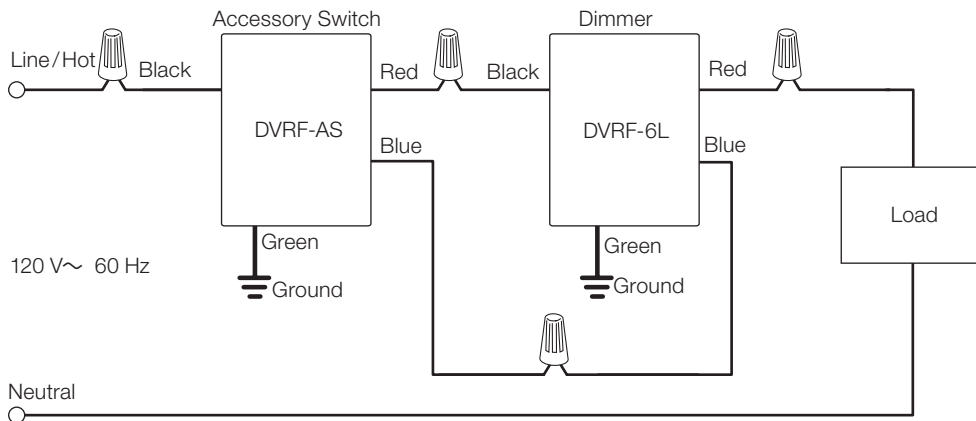 Accessory Switch
Dimmer
Line/Hot
Black
Red
Black
Red
DVRF-AS
DVRF-6L
Blue
Blue
Load
Green
Green
120 V~ 60 Hz
Ground
Ground
Neutral